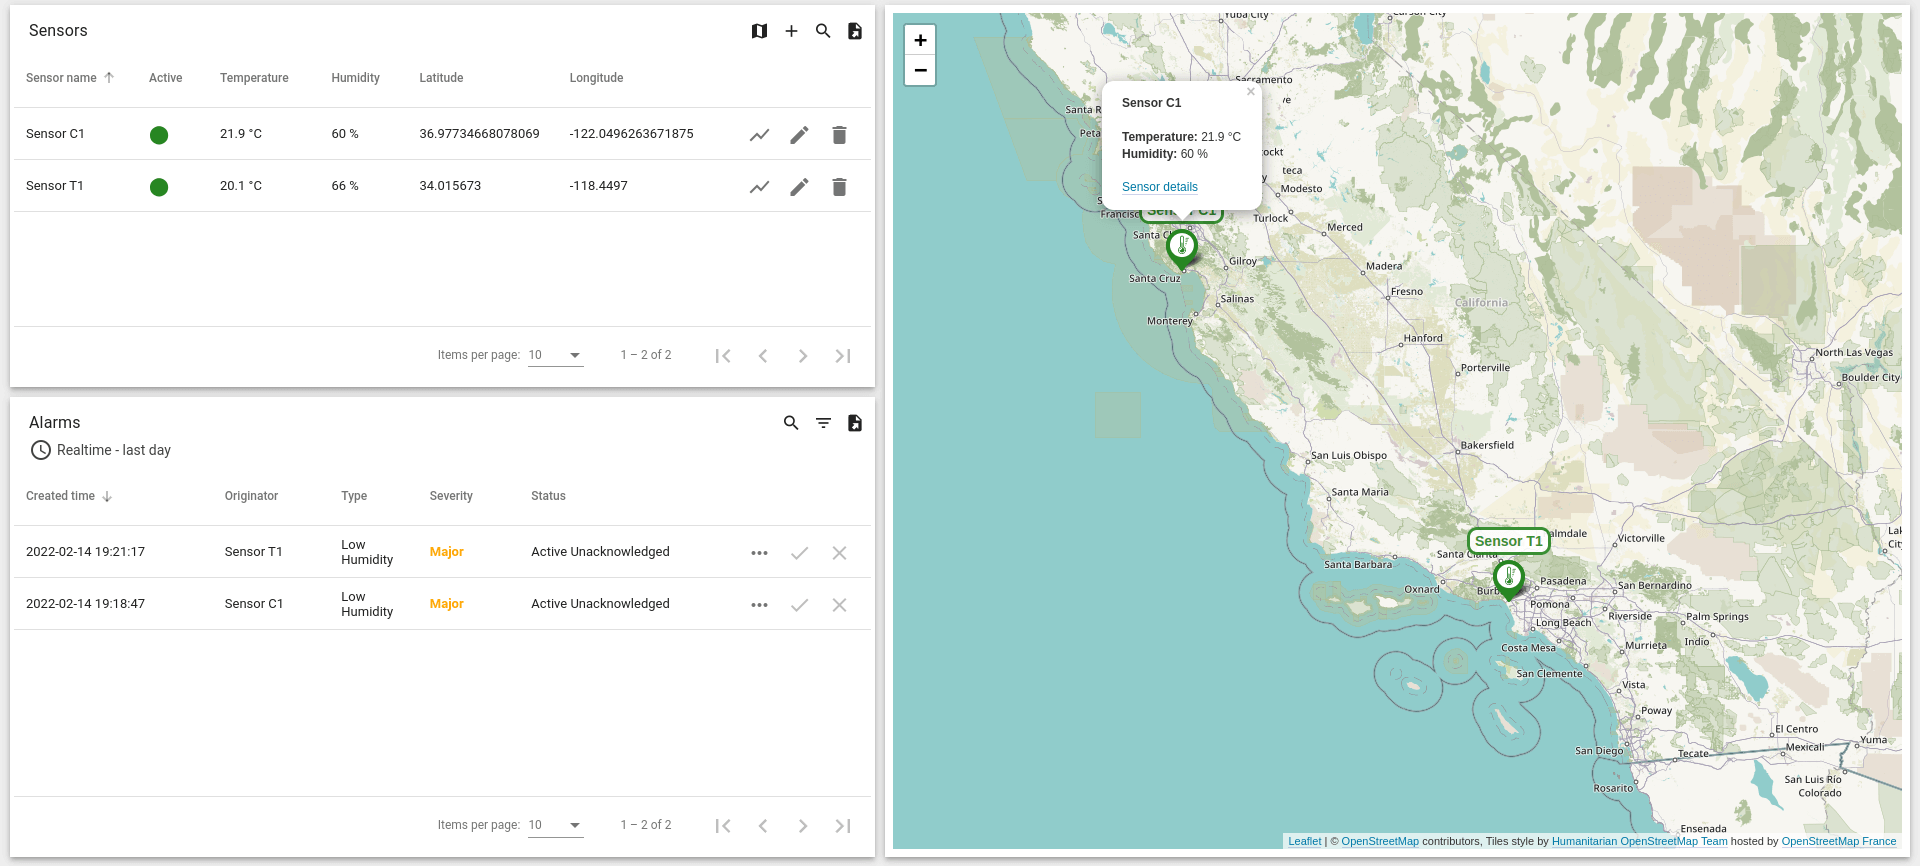 Sensors
Sensor name Active Temperature Humidity Latitude Longitude
Sensor C1 21.9 °C 60 % 36.97734668078069 -122.0496263671875
Sensor T1 20.1 °C 66 % 34.015673 -118.4497
Items per page: 10 1 – 2 of 2
Alarms
Realtime - last day
Created time Originator Type Severity Status
2022-02-14 19:21:17 Sensor T1 Low Humidity Major Active Unacknowledged
2022-02-14 19:18:47 Sensor C1 Low Humidity Major Active Unacknowledged
Items per page: 10 1 – 2 of 2
+
−
Yuba City
Carson City
Sacramento
Santa R
Peta
ve
Sensor C1
×
Temperature: 21.9 °C
Humidity: 60 %
Sensor details
ockt
y
teca
Modesto
S
Francisc
Sensor C1
Turlock
Merced
Santa Cl
Gilroy
Madera
Santa Cruz
Fresno
California
Salinas
Monterey
Hanford
North Las Vegas
Porterville
Boulder City
Bakersfield
San Luis Obispo
Santa Maria
Sensor T1
almdale
Victorville
Lak
Cit
Santa Clarita
Santa Barbara
Pasadena
San Bernardino
Oxnard
Burb
Pomona
Riverside
Palm Springs
Long Beach
Indio
Costa Mesa
Murrieta
San Clemente
Vista
Poway
El Centro
Yuma
San Diego
Tecate
Mexicali
San Luis Río
Colorado
Rosarito
Ensenada
Leaflet | © OpenStreetMap contributors, Tiles style by Humanitarian OpenStreetMap Team hosted by OpenStreetMap France